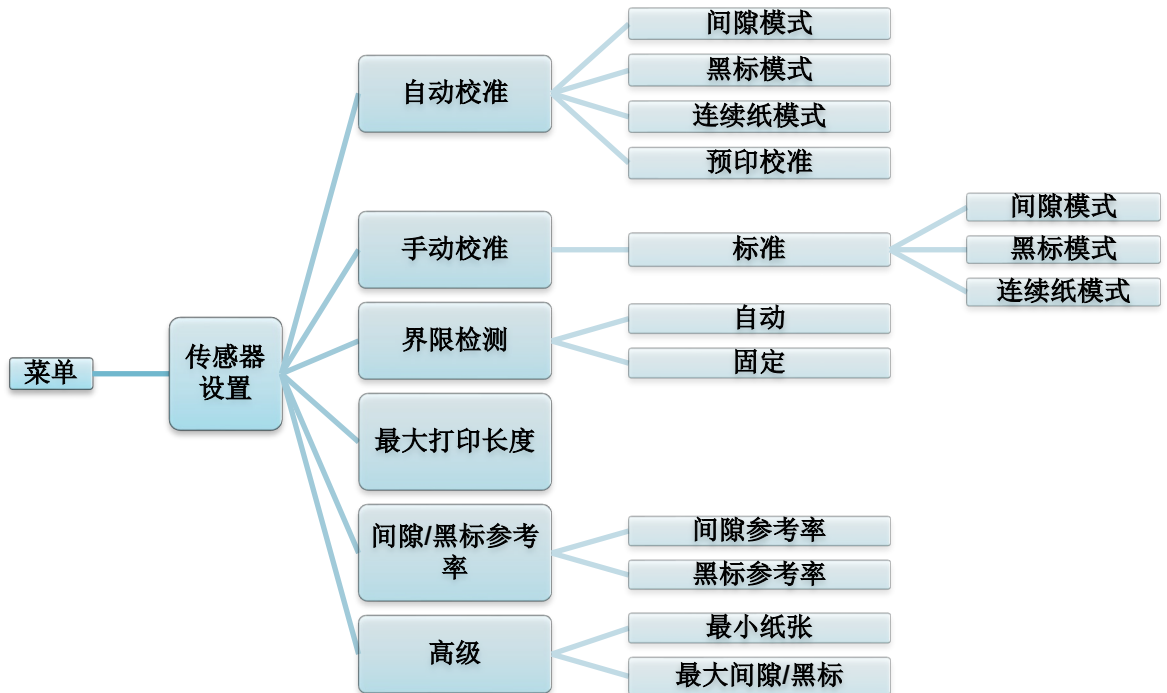 菜单
传感器
设置
自动校准
间隙模式
黑标模式
连续纸模式
预印校准
手动校准
标准
间隙模式
黑标模式
连续纸模式
界限检测
自动
固定
最大打印长度
间隙/黑标参考
率
间隙参考率
黑标参考率
高级
最小纸张
最大间隙/黑标